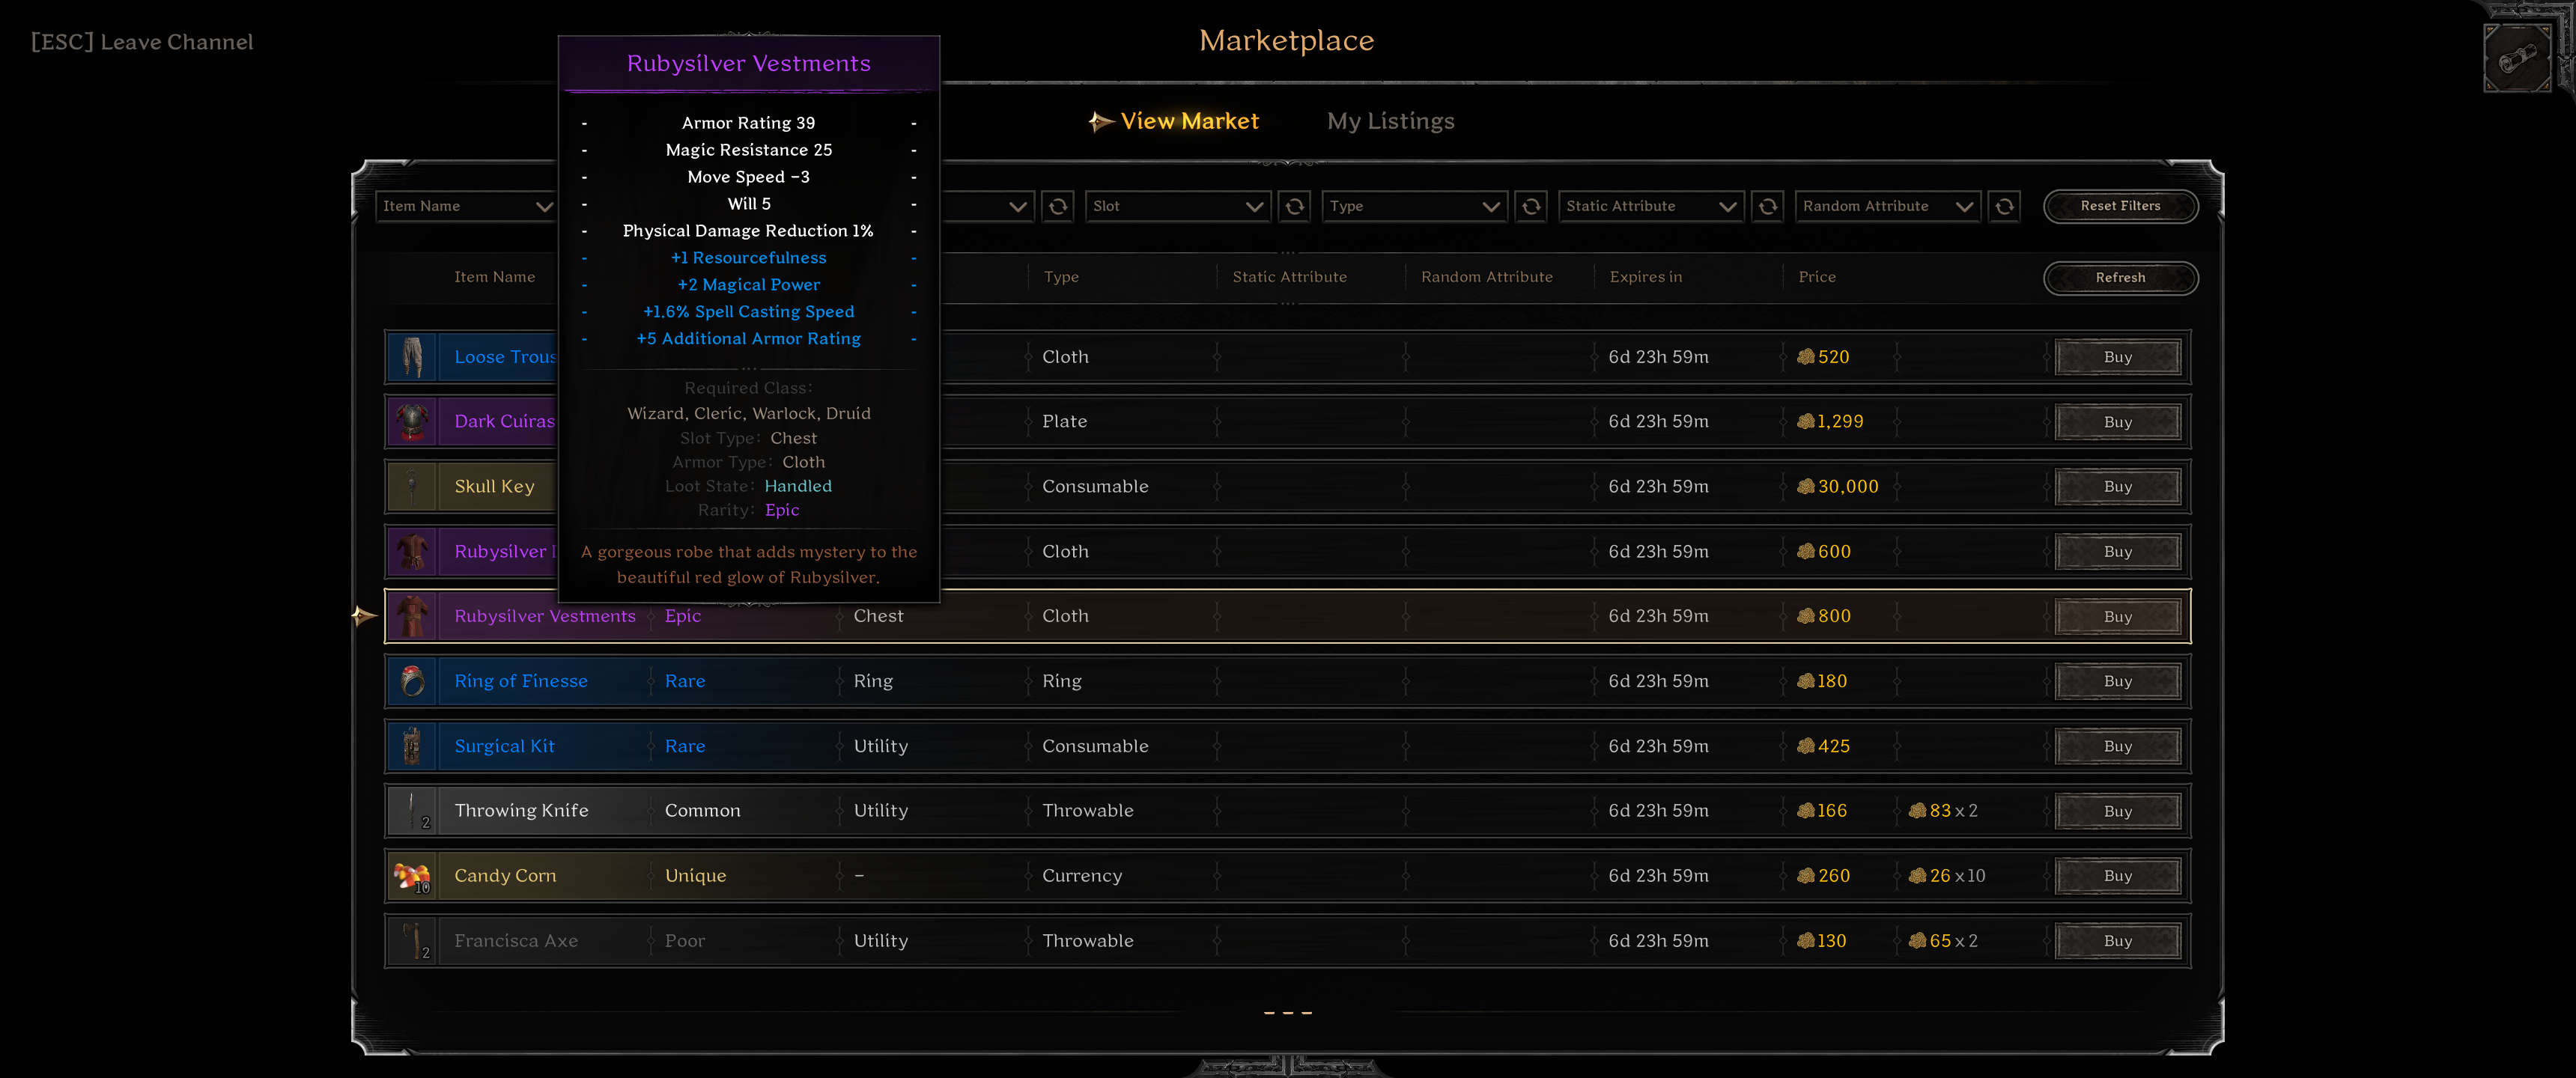 [ESC] Leave Channel
Marketplace
View Market
My Listings
Rubysilver Vestments
- Armor Rating 39 -
- Magic Resistance 25 -
- Move Speed -3 -
- Will 5 -
- Physical Damage Reduction 1% -
- +1 Resourcefulness -
- +2 Magical Power -
- +1.6% Spell Casting Speed -
- +5 Additional Armor Rating -
Required Class:
Wizard, Cleric, Warlock, Druid
Slot Type: Chest
Armor Type: Cloth
Loot State: Handled
Rarity: Epic
A gorgeous robe that adds mystery to the
beautiful red glow of Rubysilver.
Item Name Slot Type Static Attribute Random Attribute Reset Filters
Item Name Type Static Attribute Random Attribute Expires in Price Refresh
Loose Cloth 6d 23h 59m 520 Buy
Dark Plate 6d 23h 59m 1,299 Buy
Skull Key Consumable 6d 23h 59m 30,000 Buy
Rubysilver Cloth 6d 23h 59m 600 Buy
Rubysilver Vestments Epic Chest Cloth 6d 23h 59m 800 Buy
Ring of Finesse Rare Ring Ring 6d 23h 59m 180 Buy
Surgical Kit Rare Utility Consumable 6d 23h 59m 425 Buy
2 Throwing Knife Common Utility Throwable 6d 23h 59m 166 83 x 2 Buy
10 Candy Corn Unique - Currency 6d 23h 59m 260 26 x 10 Buy
2 Francisca Axe Poor Utility Throwable 6d 23h 59m 130 65 x 2 Buy